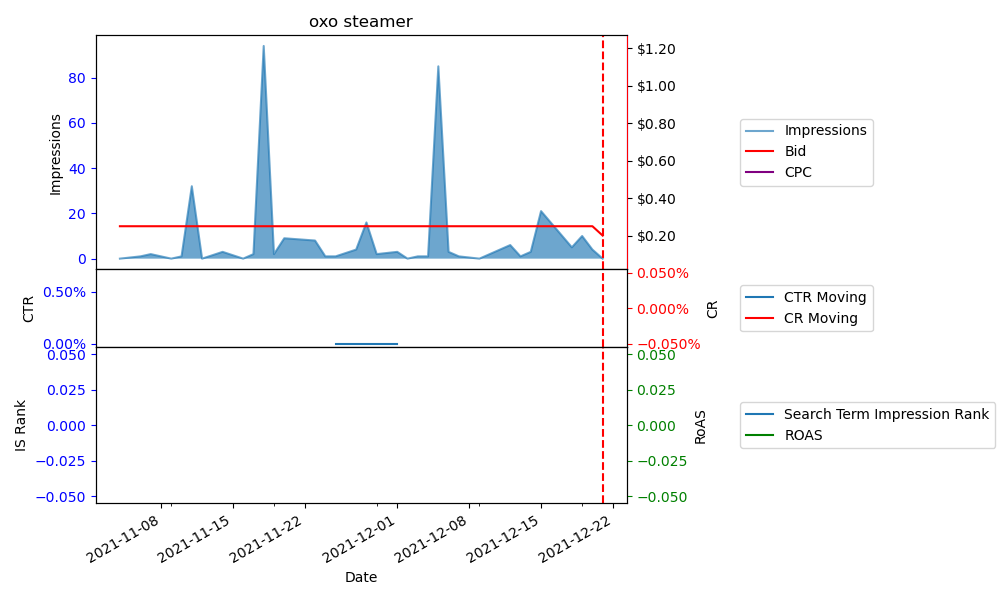 oxo steamer
Impressions
80
60
40
20
0
$1.20
$1.00
$0.80
$0.60
$0.40
$0.20
Impressions
Bid
CPC
CTR
0.50%
0.00%
0.050%
0.000%
−0.050%
CR
CTR Moving
CR Moving
IS Rank
0.050
0.025
0.000
−0.025
−0.050
0.050
0.025
0.000
−0.025
−0.050
RoAS
Search Term Impression Rank
ROAS
2021-11-08
2021-11-15
2021-11-22
2021-12-01
2021-12-08
2021-12-15
2021-12-22
Date